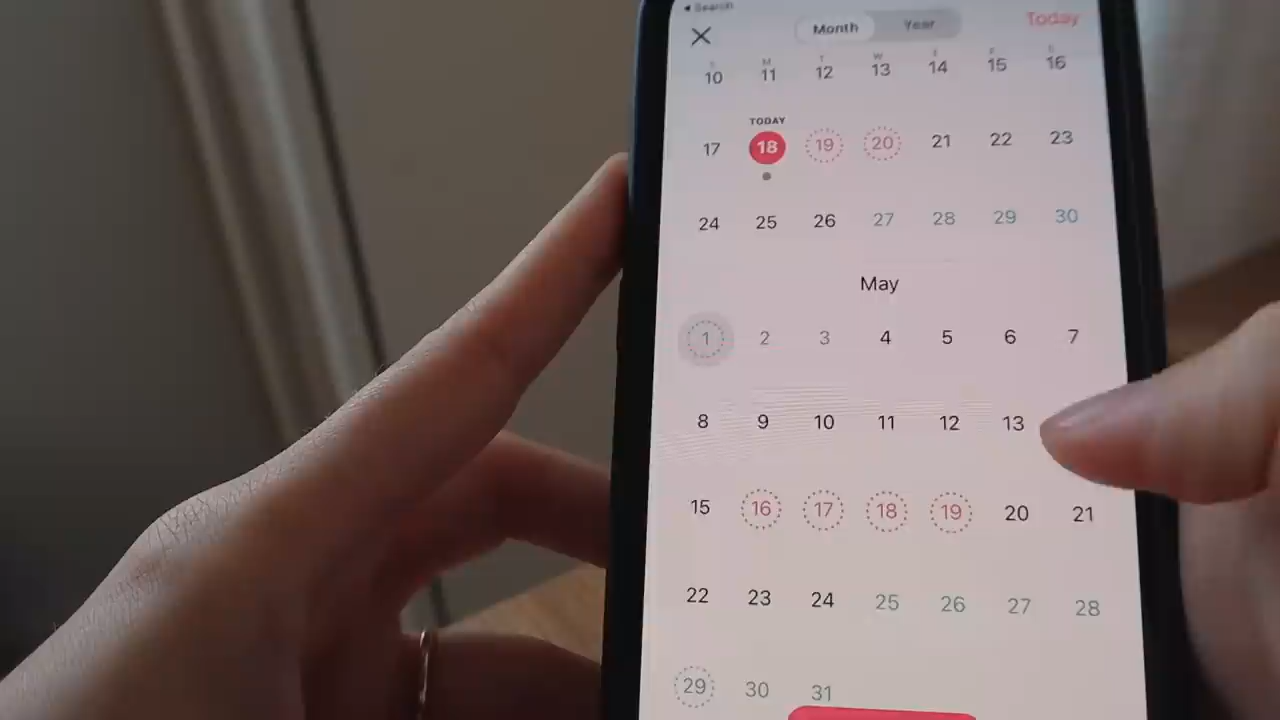 Search
Month Year Today
S M T W F S
10 11 12 13 14 15 16
TODAY
17 18 19 20 21 22 23
24 25 26 27 28 29 30
May
1 2 3 4 5 6 7
8 9 10 11 12 13
15 16 17 18 19 20 21
22 23 24 25 26 27 28
29 30 31